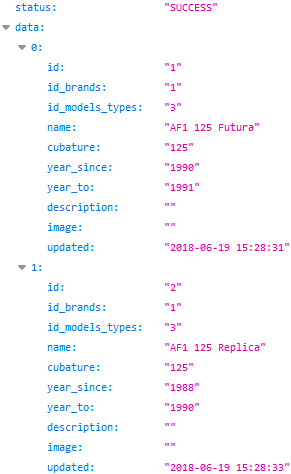 status: "SUCCESS"
data:
0:
id: "1"
id_brands: "1"
id_models_types: "3"
name: "AF1 125 Futura"
cubature: "125"
year_since: "1990"
year_to: "1991"
description: ""
image: ""
updated: "2018-06-19 15:28:31"
1:
id: "2"
id_brands: "1"
id_models_types: "3"
name: "AF1 125 Replica"
cubature: "125"
year_since: "1988"
year_to: "1990"
description: ""
image: ""
updated: "2018-06-19 15:28:33"